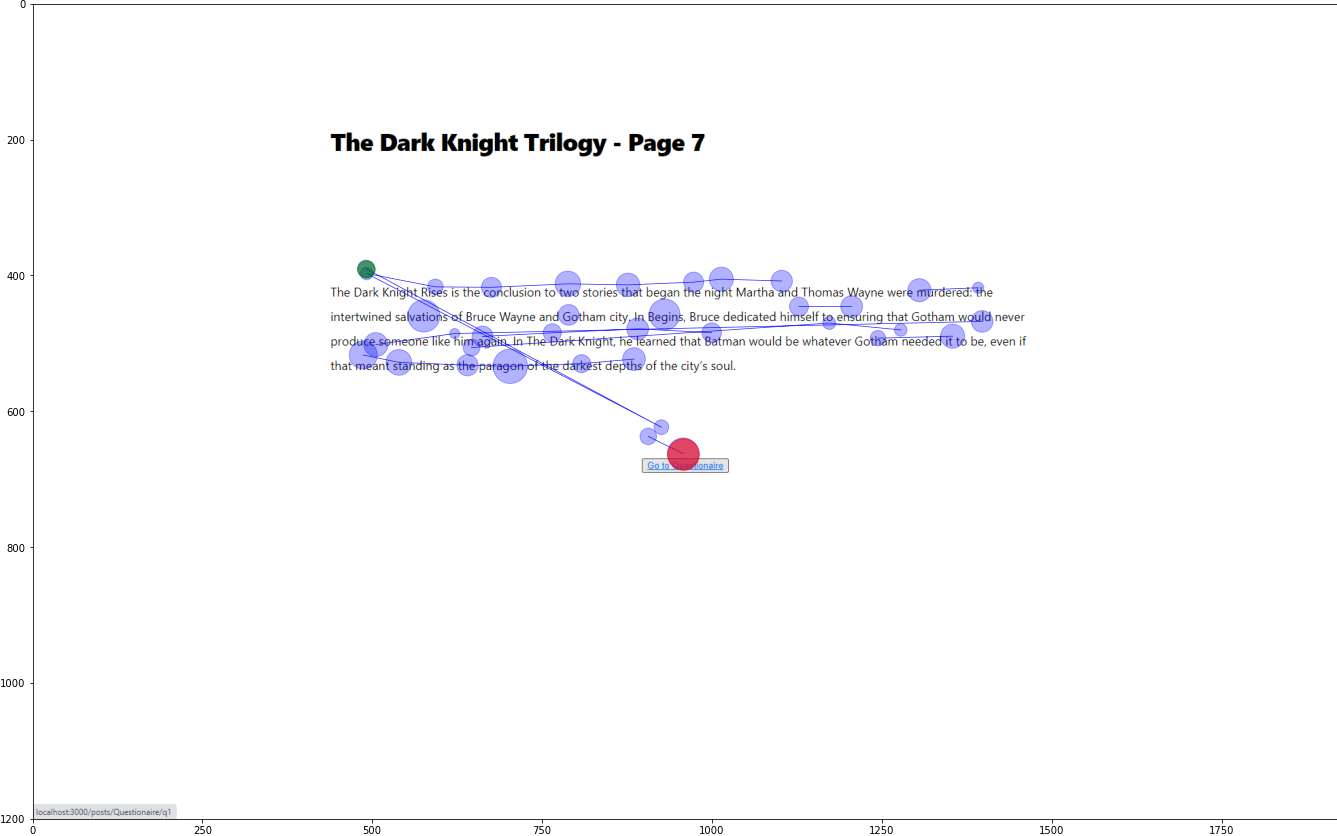 0
200
The Dark Knight Trilogy - Page 7
400
The Dark Knight Rises is the conclusion to two stories that began the night Martha and Thomas Wayne were murdered: the
intertwined salvations of Bruce Wayne and Gotham city. In Begins, Bruce dedicated himself to ensuring that Gotham would never
produce someone like him again. In The Dark Knight, he learned that Batman would be whatever Gotham needed it to be, even if
that meant standing as the paragon of the darkest depths of the city's soul.
600
Go to Questionaire
800
1000
localhost:3000/posts/Questionaire/q1
1200
0 250 500 750 1000 1250 1500 1750